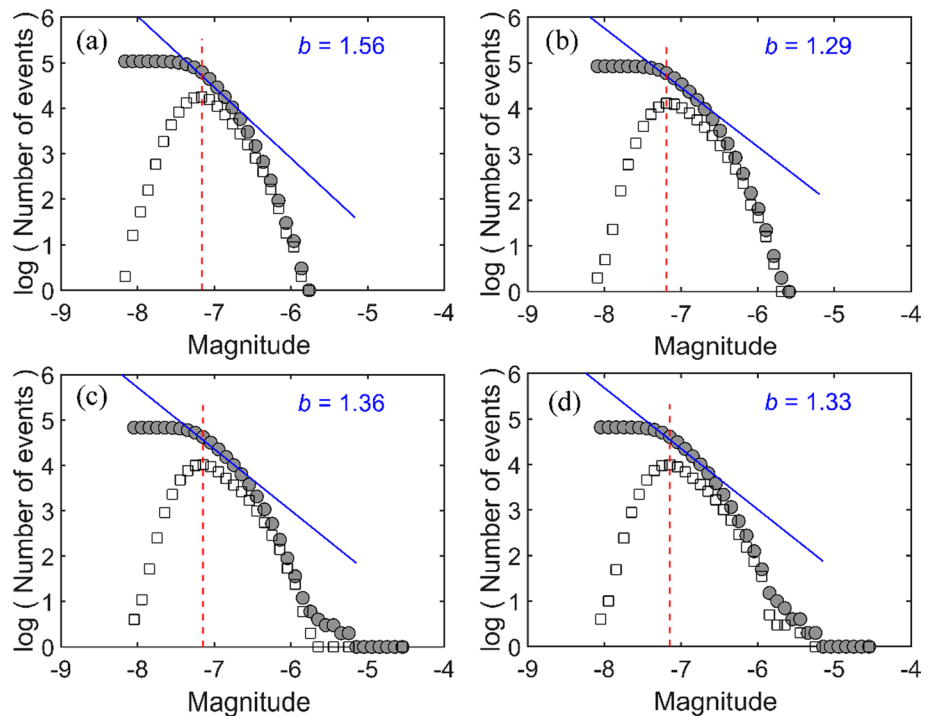 (a)
b = 1.56
log ( Number of events)
6
5
4
3
2
1
0
-9 -8 -7 -6 -5 -4
Magnitude
(b)
b = 1.29
log ( Number of events)
6
5
4
3
2
1
0
-9 -8 -7 -6 -5 -4
Magnitude
(c)
b = 1.36
log ( Number of events)
6
5
4
3
2
1
0
-9 -8 -7 -6 -5 -4
Magnitude
(d)
b = 1.33
log ( Number of events)
6
5
4
3
2
1
0
-9 -8 -7 -6 -5 -4
Magnitude